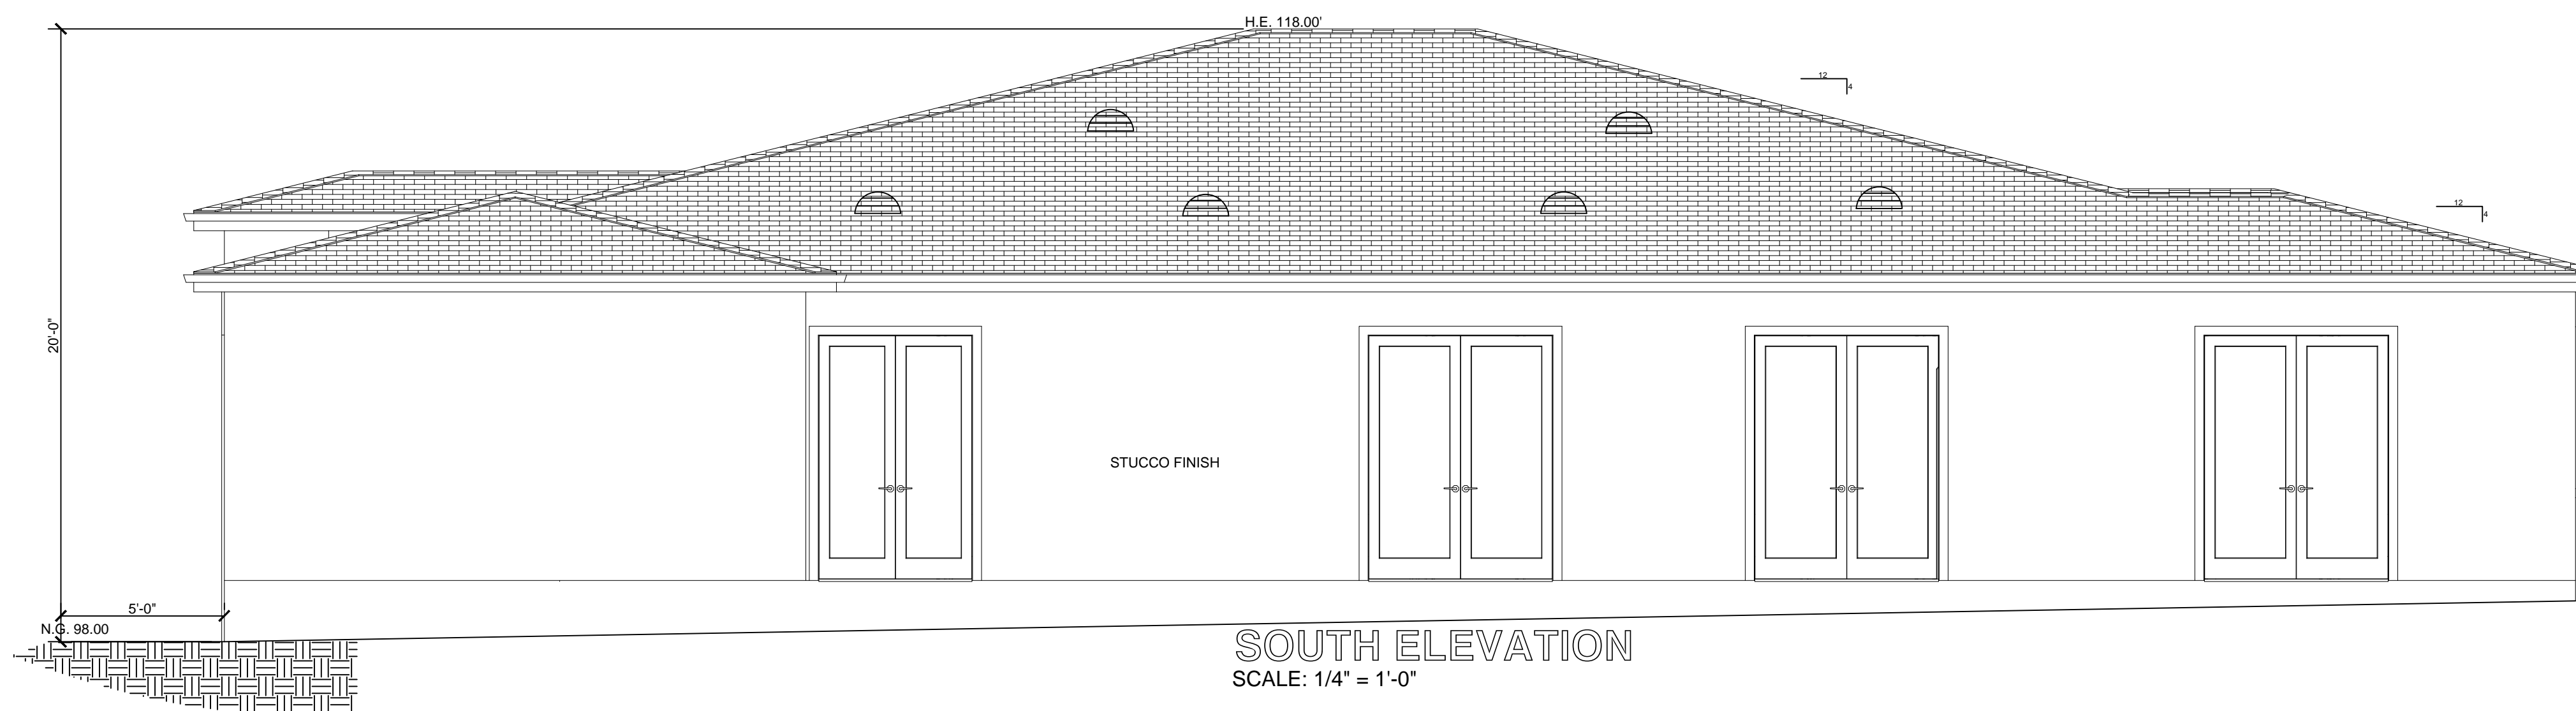 H.E. 118.00'
12
4
12
4
20'-0"
STUCCO FINISH
5'-0"
N.G. 98.00
SOUTH ELEVATION
SCALE: 1/4" = 1'-0"